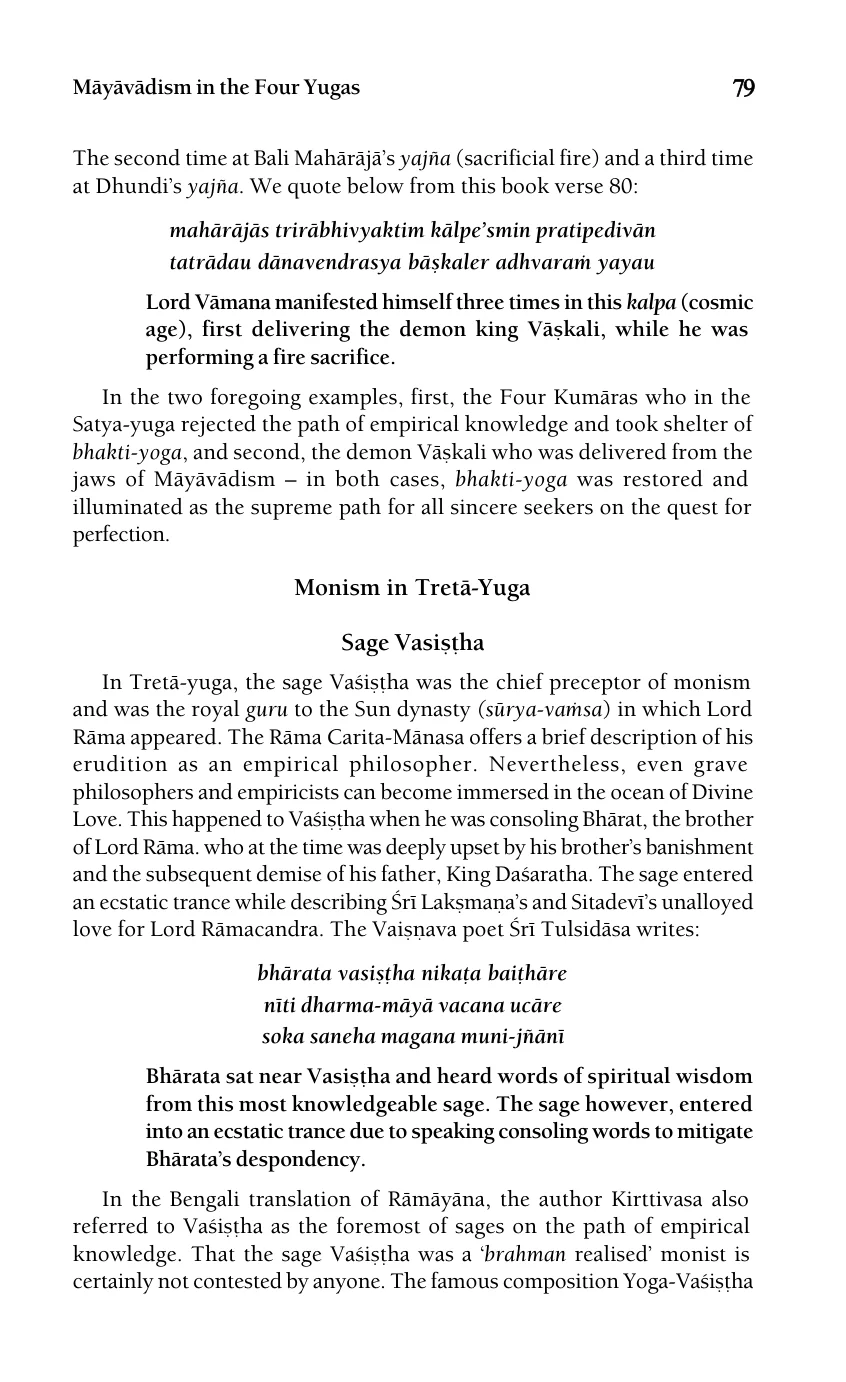 Māyāvādism in the Four Yugas 79
The second time at Bali Mahārājā’s yajña (sacrificial fire) and a third time
at Dhundi’s yajña. We quote below from this book verse 80:
mahārājās trirābhivyaktim kālpe’smin pratipedivān
tatrādau dānavendrasya bāṣkaler adhvaraṁ yayau
Lord Vāmana manifested himself three times in this kalpa (cosmic
age), first delivering the demon king Vāṣkali, while he was
performing a fire sacrifice.
In the two foregoing examples, first, the Four Kumāras who in the
Satya-yuga rejected the path of empirical knowledge and took shelter of
bhakti-yoga, and second, the demon Vāṣkali who was delivered from the
jaws of Māyāvādism – in both cases, bhakti-yoga was restored and
illuminated as the supreme path for all sincere seekers on the quest for
perfection.
Monism in Tretā-Yuga
Sage Vasiṣṭha
In Tretā-yuga, the sage Vaśiṣṭha was the chief preceptor of monism
and was the royal guru to the Sun dynasty (sūrya-vaṁsa) in which Lord
Rāma appeared. The Rāma Carita-Mānasa offers a brief description of his
erudition as an empirical philosopher. Nevertheless, even grave
philosophers and empiricists can become immersed in the ocean of Divine
Love. This happened to Vaśiṣṭha when he was consoling Bhārat, the brother
of Lord Rāma. who at the time was deeply upset by his brother’s banishment
and the subsequent demise of his father, King Daśaratha. The sage entered
an ecstatic trance while describing Śrī Lakṣmaṇa’s and Sitadevī’s unalloyed
love for Lord Rāmacandra. The Vaiṣṇava poet Śrī Tulsidāsa writes:
bhārata vasiṣṭha nikaṭa baiṭhāre
nīti dharma-māyā vacana ucāre
soka saneha magana muni-jñānī
Bhārata sat near Vasiṣṭha and heard words of spiritual wisdom
from this most knowledgeable sage. The sage however, entered
into an ecstatic trance due to speaking consoling words to mitigate
Bhārata’s despondency.
In the Bengali translation of Rāmāyāna, the author Kirttivasa also
referred to Vaśiṣṭha as the foremost of sages on the path of empirical
knowledge. That the sage Vaśiṣṭha was a ‘brahman realised’ monist is
certainly not contested by anyone. The famous composition Yoga-Vaśiṣṭha